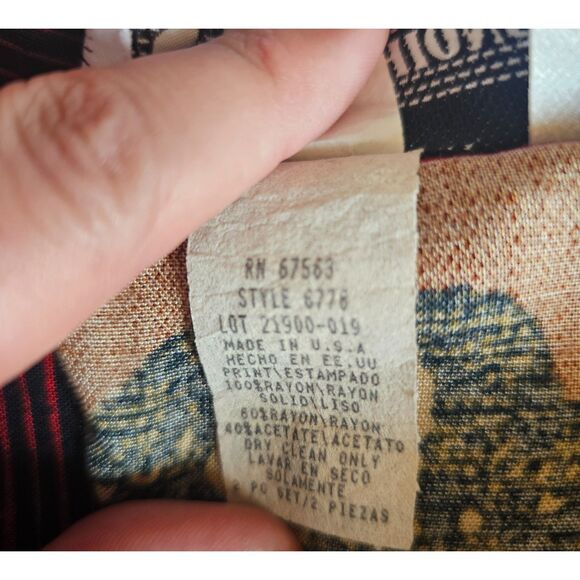 RN 67563
STYLE 6778
LOT 21900-019
MADE IN U.S.A
HECHO EN EE.UU
PRINT\ESTAMPADO
100%RAYON\RAYON
SOLID\LISO
60%RAYON\RAYON
40%ACETATE\ACETATO
DRY CLEAN ONLY
LAVAR EN SECO
SOLAMENTE
2 PC SET/2 PIEZAS